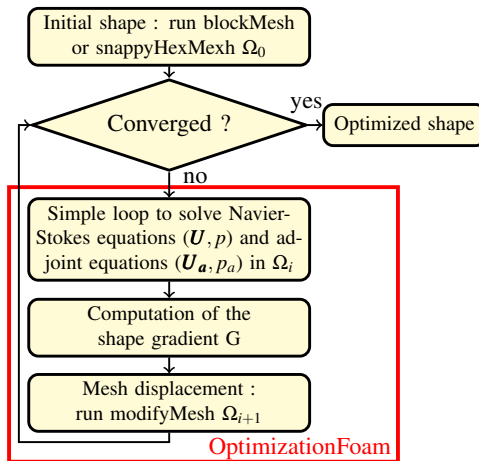 Initial shape : run blockMesh
or snappyHexMexh Ω₀
Converged ?
yes
Optimized shape
no
Simple loop to solve Navier-
Stokes equations (U, p) and ad-
joint equations (Uₐ, pₐ) in Ωᵢ
Computation of the
shape gradient G
Mesh displacement :
run modifyMesh Ωᵢ₊₁
OptimizationFoam